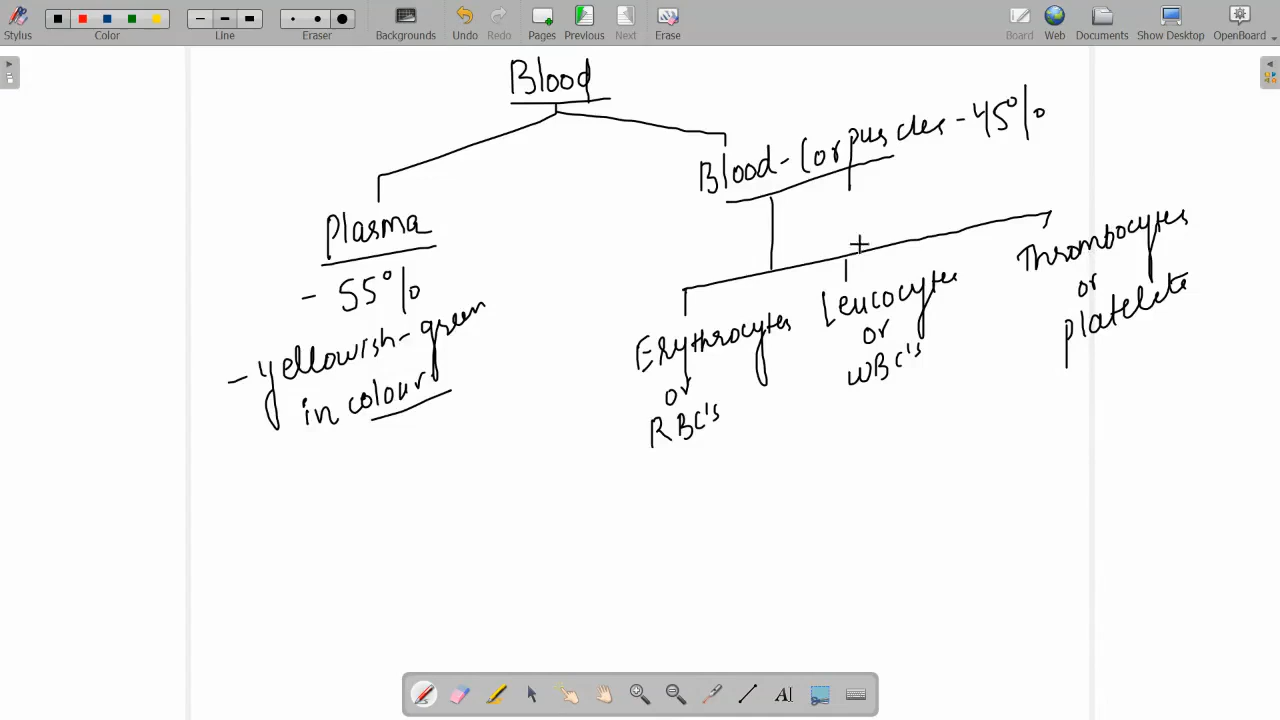 Stylus
Color
Line
Eraser
Backgrounds
Undo
Redo
Pages
Previous
Next
Erase
Board
Web
Documents
Show Desktop
OpenBoard
Blood
Plasma
- 55%
- yellowish-green
in colour
Blood-Corpuscles - 45%
Erythrocytes
or
RBC's
Leucocytes
or
WBC's
Thrombocytes
or
platelete